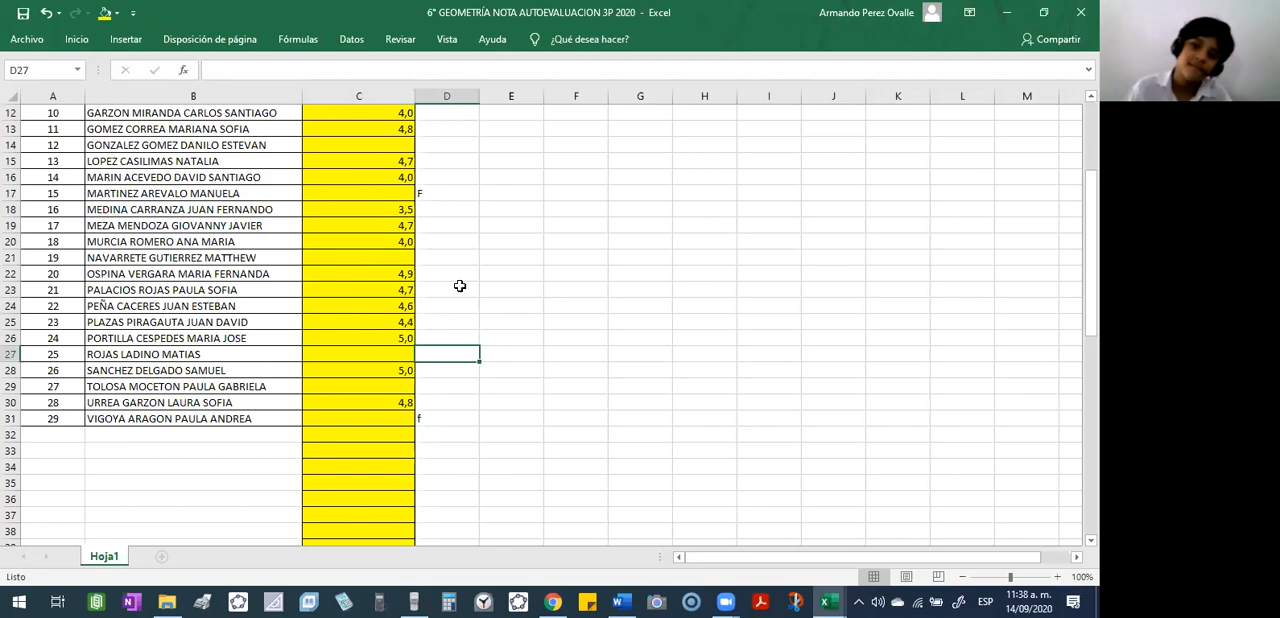 6° GEOMETRÍA NOTA AUTOEVALUACION 3P 2020 - Excel
Armando Perez Ovalle
Archivo Inicio Insertar Disposición de página Fórmulas Datos Revisar Vista Ayuda ¿Qué desea hacer? Compartir
D27 fx
A B C D E F G H I J K L M
12 10 GARZON MIRANDA CARLOS SANTIAGO 4,0
13 11 GOMEZ CORREA MARIANA SOFIA 4,8
14 12 GONZALEZ GOMEZ DANILO ESTEVAN
15 13 LOPEZ CASILIMAS NATALIA 4,7
16 14 MARIN ACEVEDO DAVID SANTIAGO 4,0
17 15 MARTINEZ AREVALO MANUELA F
18 16 MEDINA CARRANZA JUAN FERNANDO 3,5
19 17 MEZA MENDOZA GIOVANNY JAVIER 4,7
20 18 MURCIA ROMERO ANA MARIA 4,0
21 19 NAVARRETE GUTIERREZ MATTHEW
22 20 OSPINA VERGARA MARIA FERNANDA 4,9
23 21 PALACIOS ROJAS PAULA SOFIA 4,7
24 22 PEÑA CACERES JUAN ESTEBAN 4,6
25 23 PLAZAS PIRAGAUTA JUAN DAVID 4,4
26 24 PORTILLA CESPEDES MARIA JOSE 5,0
27 25 ROJAS LADINO MATIAS
28 26 SANCHEZ DELGADO SAMUEL 5,0
29 27 TOLOSA MOCETON PAULA GABRIELA
30 28 URREA GARZON LAURA SOFIA 4,8
31 29 VIGOYA ARAGON PAULA ANDREA f
32
33
34
35
36
37
38
Hoja1
Listo
100%
ESP
11:38 a. m.
14/09/2020